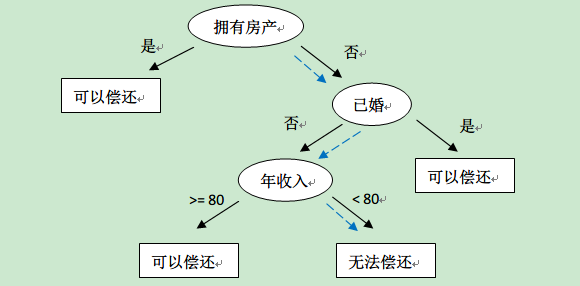 拥有房产
是
否
可以偿还
已婚
否
是
年收入
可以偿还
>= 80
< 80
可以偿还
无法偿还